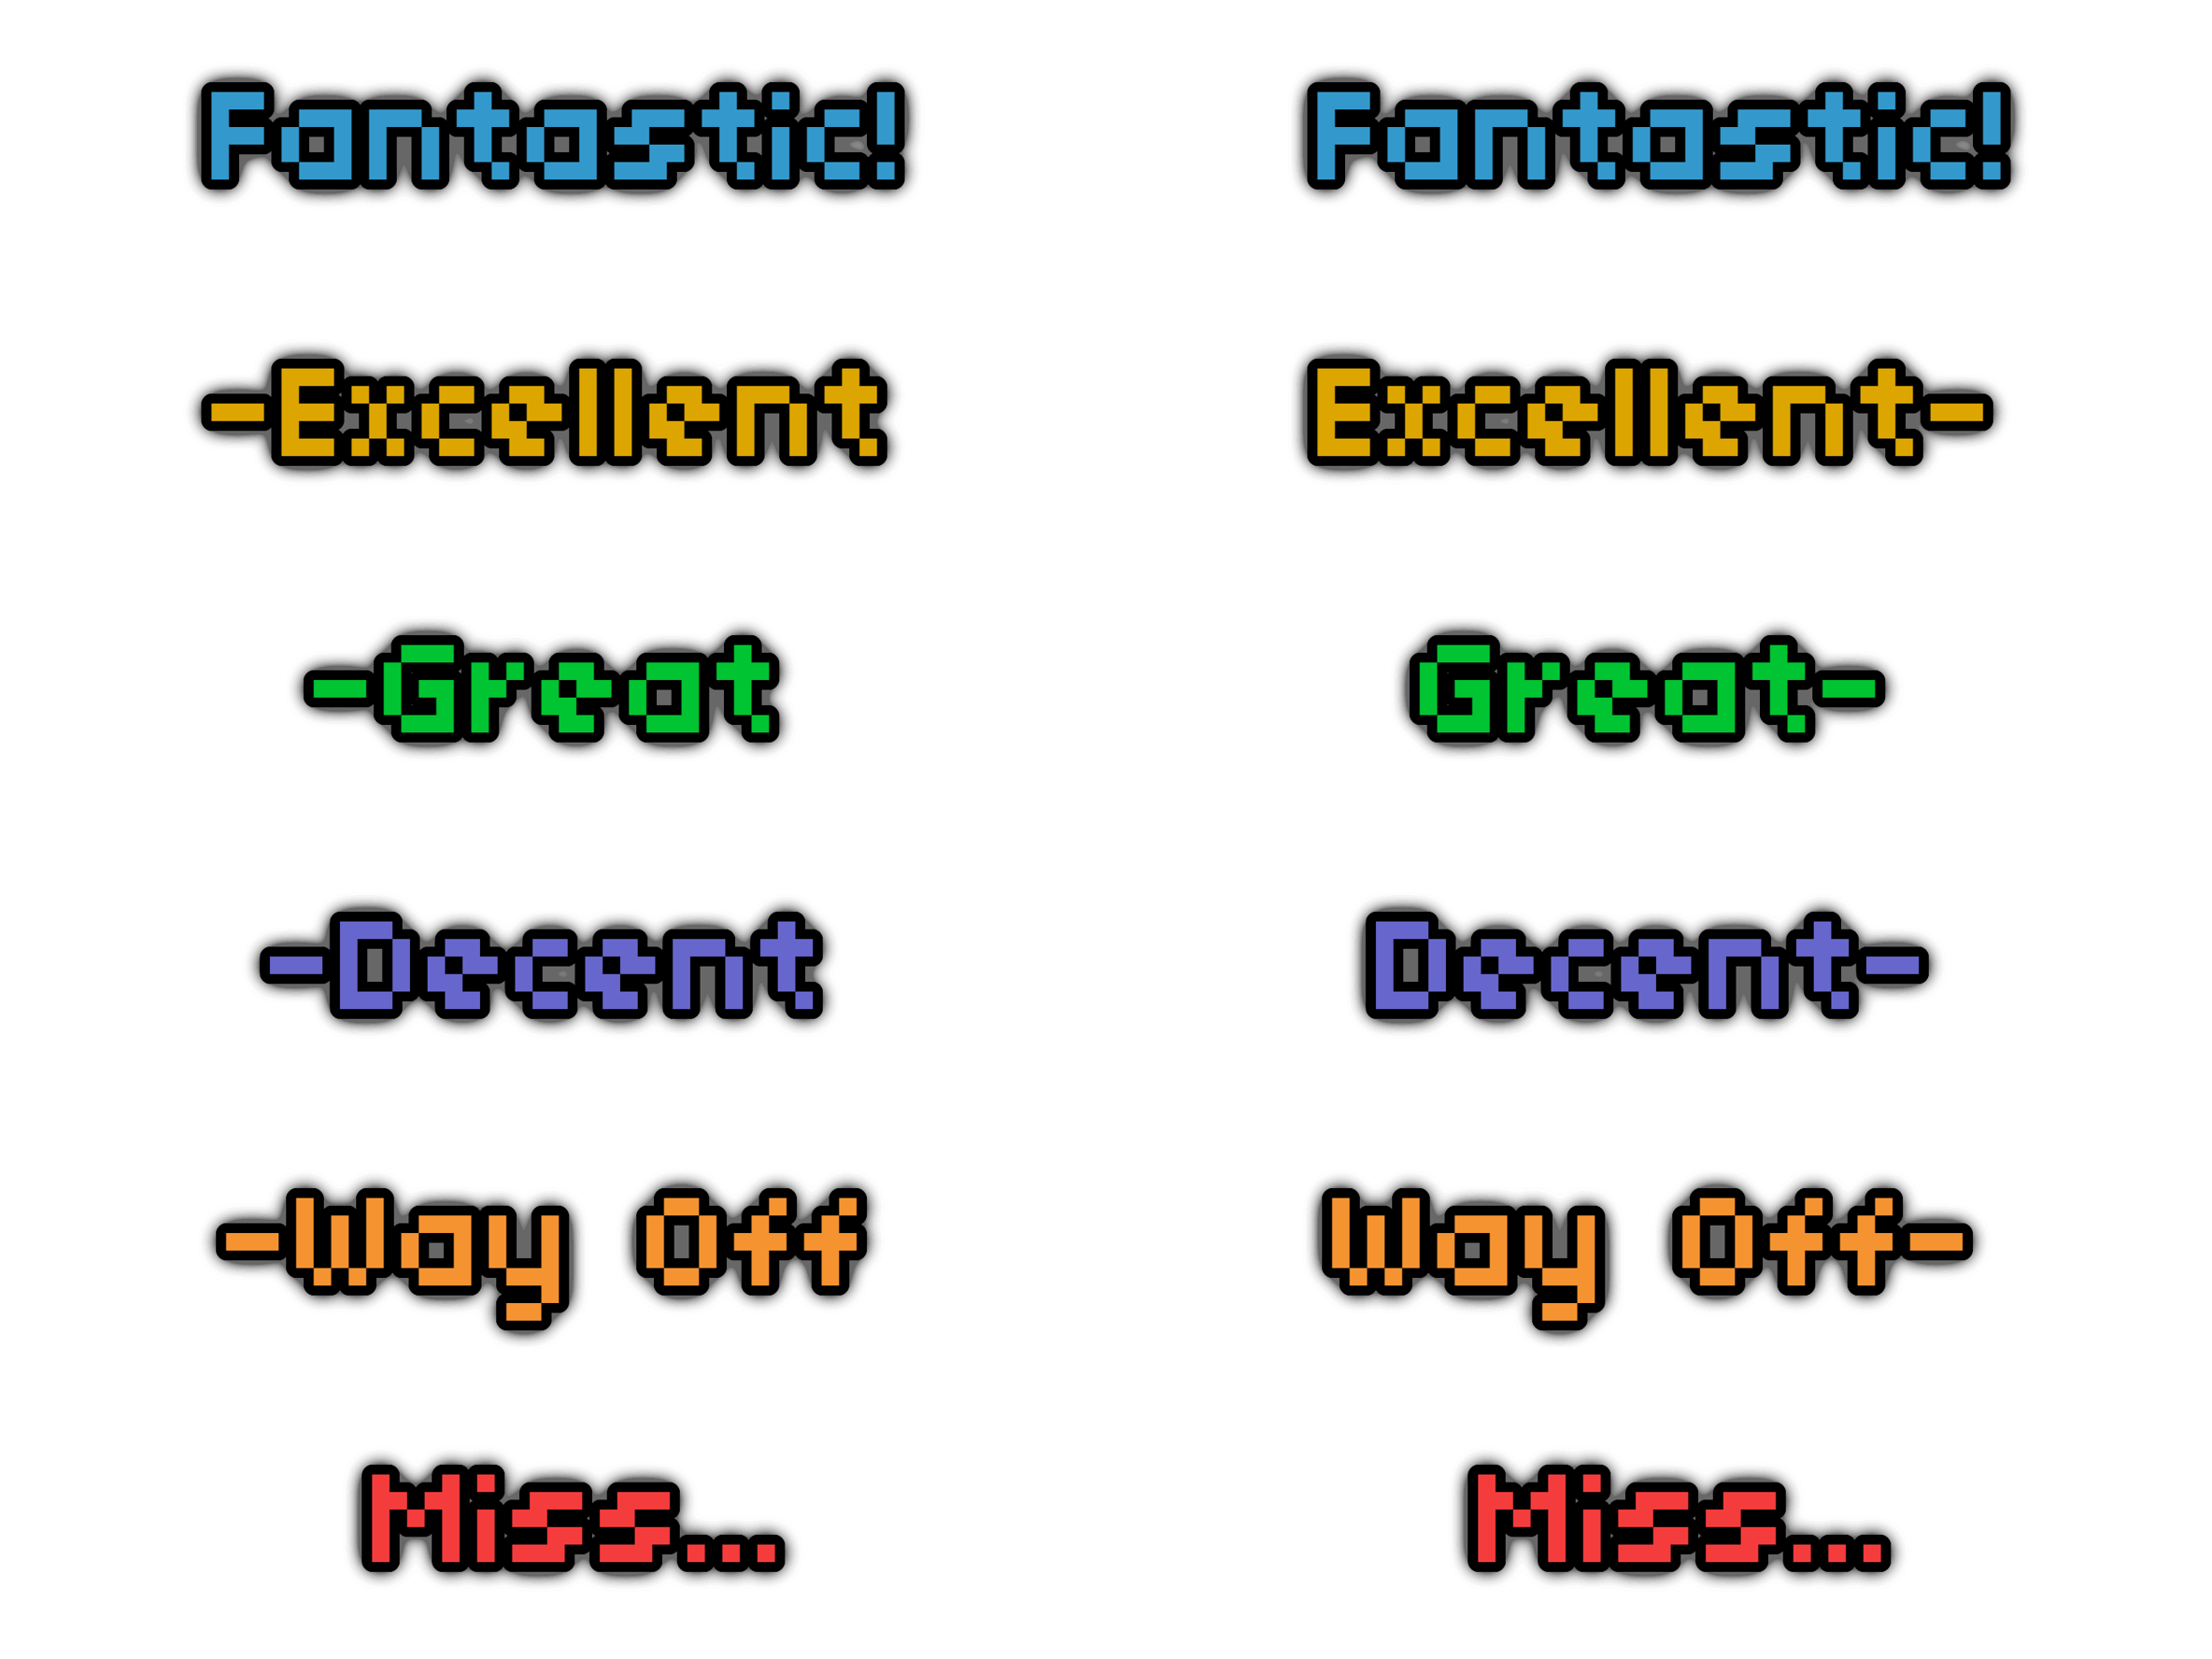 Fantastic! Fantastic!
-Excellent Excellent-
-Great Great-
-Decent Decent-
-Way Off Way Off-
Miss... Miss...